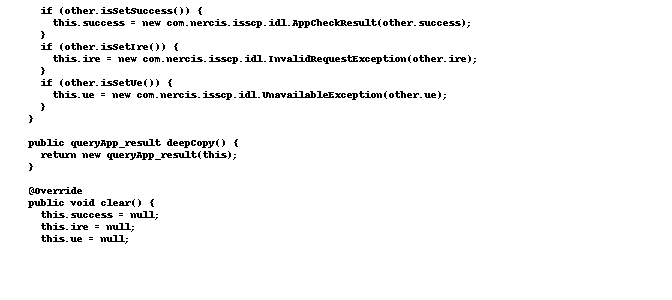 if (other.isSetSuccess()) {
this.success = new com.nercis.isscp.idl.AppCheckResult(other.success);
}
if (other.isSetIre()) {
this.ire = new com.nercis.isscp.idl.InvalidRequestException(other.ire);
}
if (other.isSetUe()) {
this.ue = new com.nercis.isscp.idl.UnavailableException(other.ue);
}
}
public queryApp_result deepCopy() {
return new queryApp_result(this);
}
@Override
public void clear() {
this.success = null;
this.ire = null;
this.ue = null;